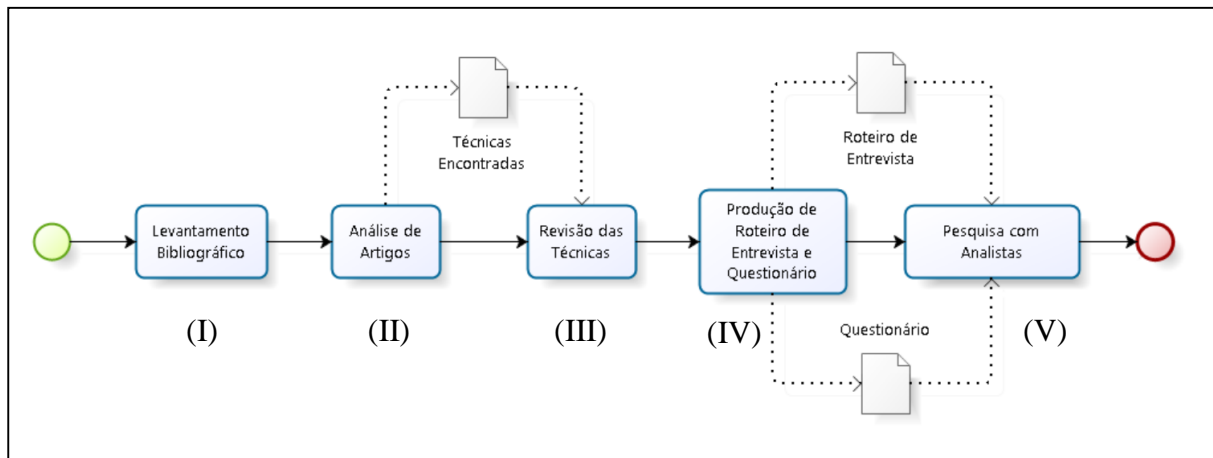 Técnicas
Encontradas
Roteiro de
Entrevista
Levantamento
Bibliográfico
Análise de
Artigos
Revisão das
Técnicas
Produção de
Roteiro de
Entrevista e
Questionário
Pesquisa com
Analistas
(I)
(II)
(III)
(IV)
Questionário
(V)